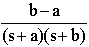 b − a
(s + a)(s + b)